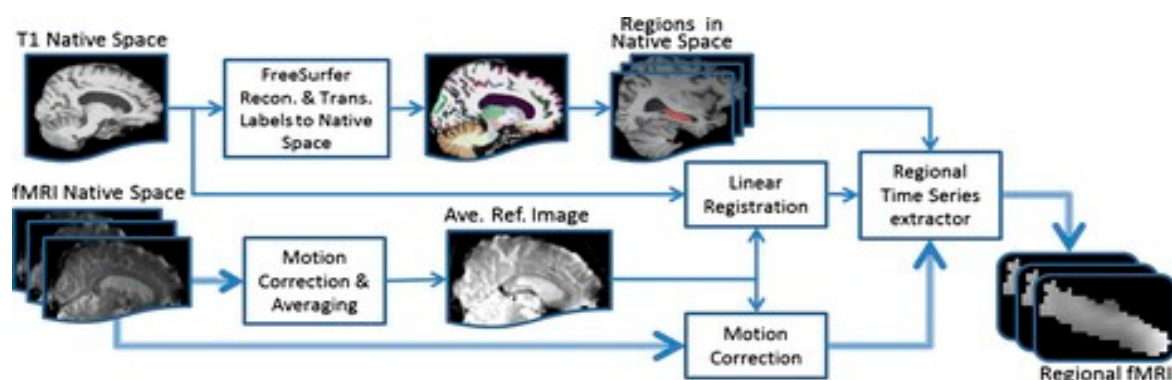 T1 Native Space
FreeSurfer
Recon. & Trans.
Labels to Native
Space
Regions in
Native Space
fMRI Native Space
Motion
Correction &
Averaging
Ave. Ref. Image
Linear
Registration
Motion
Correction
Regional
Time Series
extractor
Regional fMRI